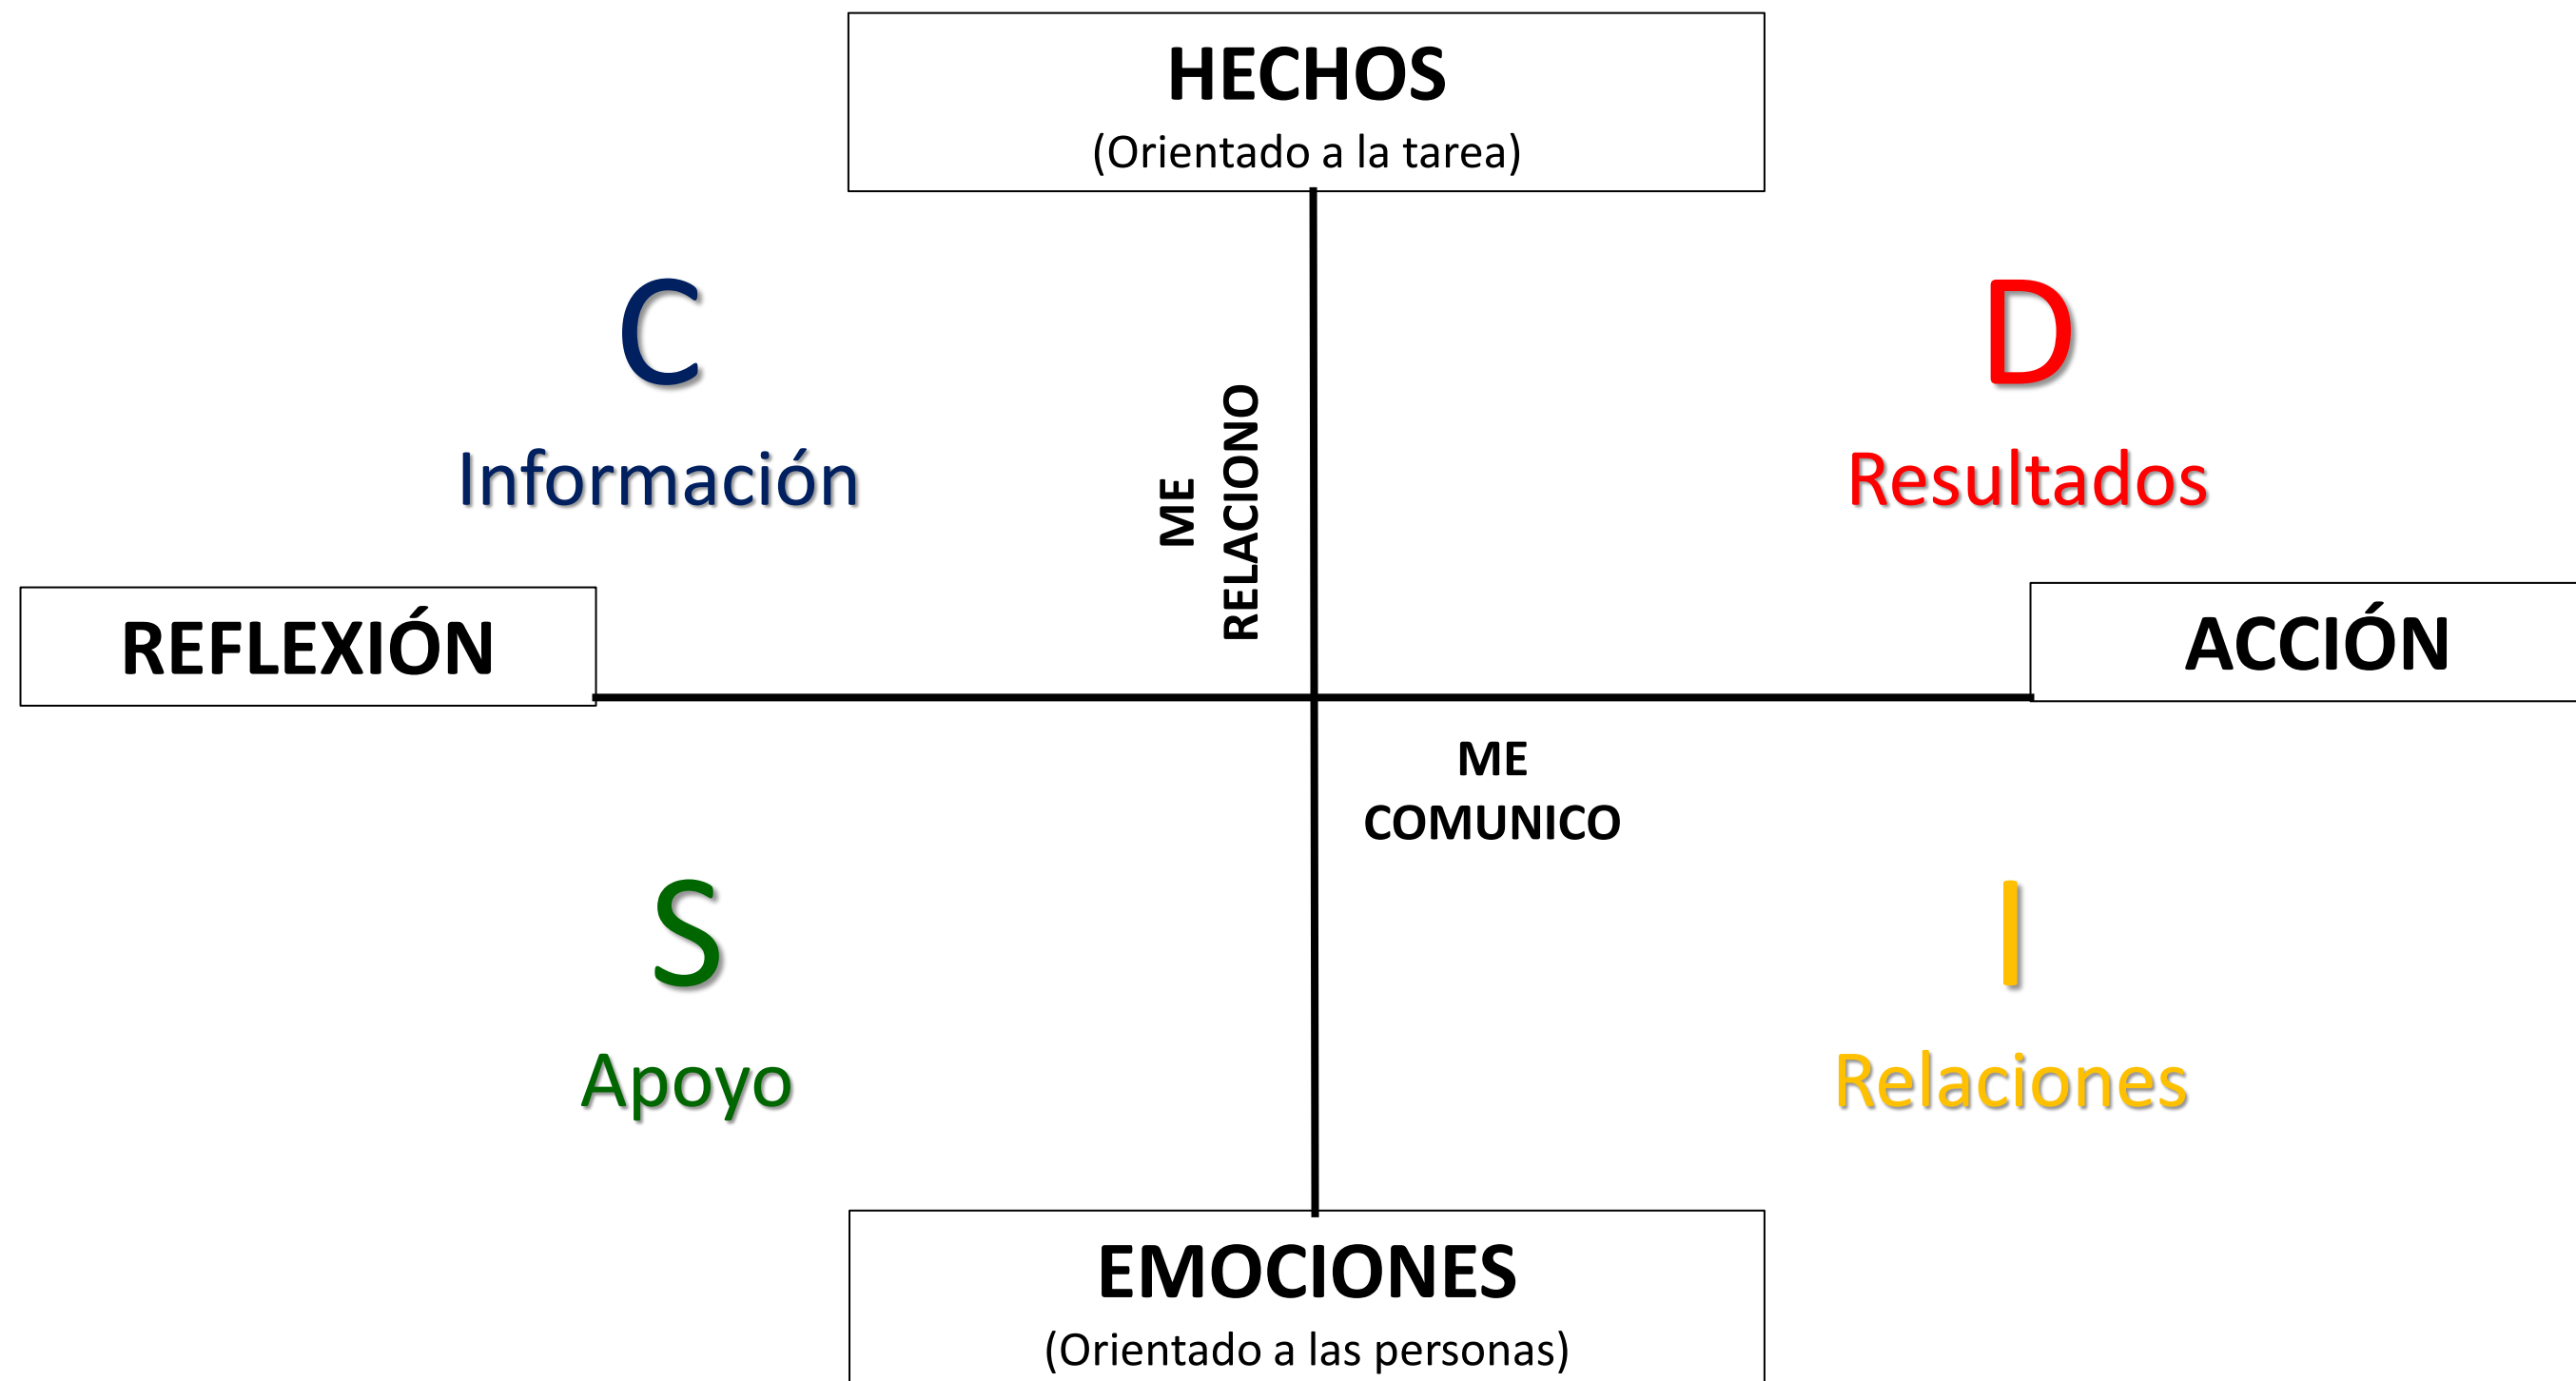 HECHOS
(Orientado a la tarea)
C
Información
D
Resultados
ME
RELACIONO
REFLEXIÓN
ACCIÓN
ME
COMUNICO
S
Apoyo
I
Relaciones
EMOCIONES
(Orientado a las personas)